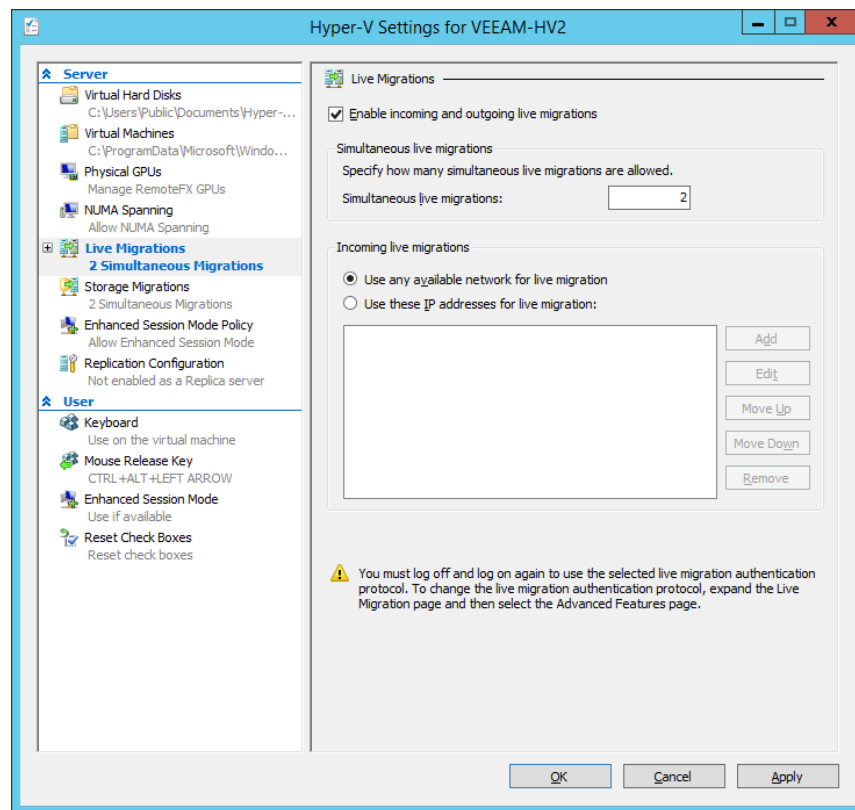 Hyper-V Settings for VEEAM-HV2
Server
Virtual Hard Disks
C:\Users\Public\Documents\Hyper-...
Virtual Machines
C:\ProgramData\Microsoft\Windo...
Physical GPUs
Manage RemoteFX GPUs
NUMA Spanning
Allow NUMA Spanning
Live Migrations
2 Simultaneous Migrations
Storage Migrations
2 Simultaneous Migrations
Enhanced Session Mode Policy
Allow Enhanced Session Mode
Replication Configuration
Not enabled as a Replica server
User
Keyboard
Use on the virtual machine
Mouse Release Key
CTRL+ALT+LEFT ARROW
Enhanced Session Mode
Use if available
Reset Check Boxes
Reset check boxes
Live Migrations
Enable incoming and outgoing live migrations
Simultaneous live migrations
Specify how many simultaneous live migrations are allowed.
Simultaneous live migrations: 2
Incoming live migrations
Use any available network for live migration
Use these IP addresses for live migration:
Add
Edit
Move Up
Move Down
Remove
You must log off and log on again to use the selected live migration authentication
protocol. To change the live migration authentication protocol, expand the Live
Migration page and then select the Advanced Features page.
OK Cancel Apply